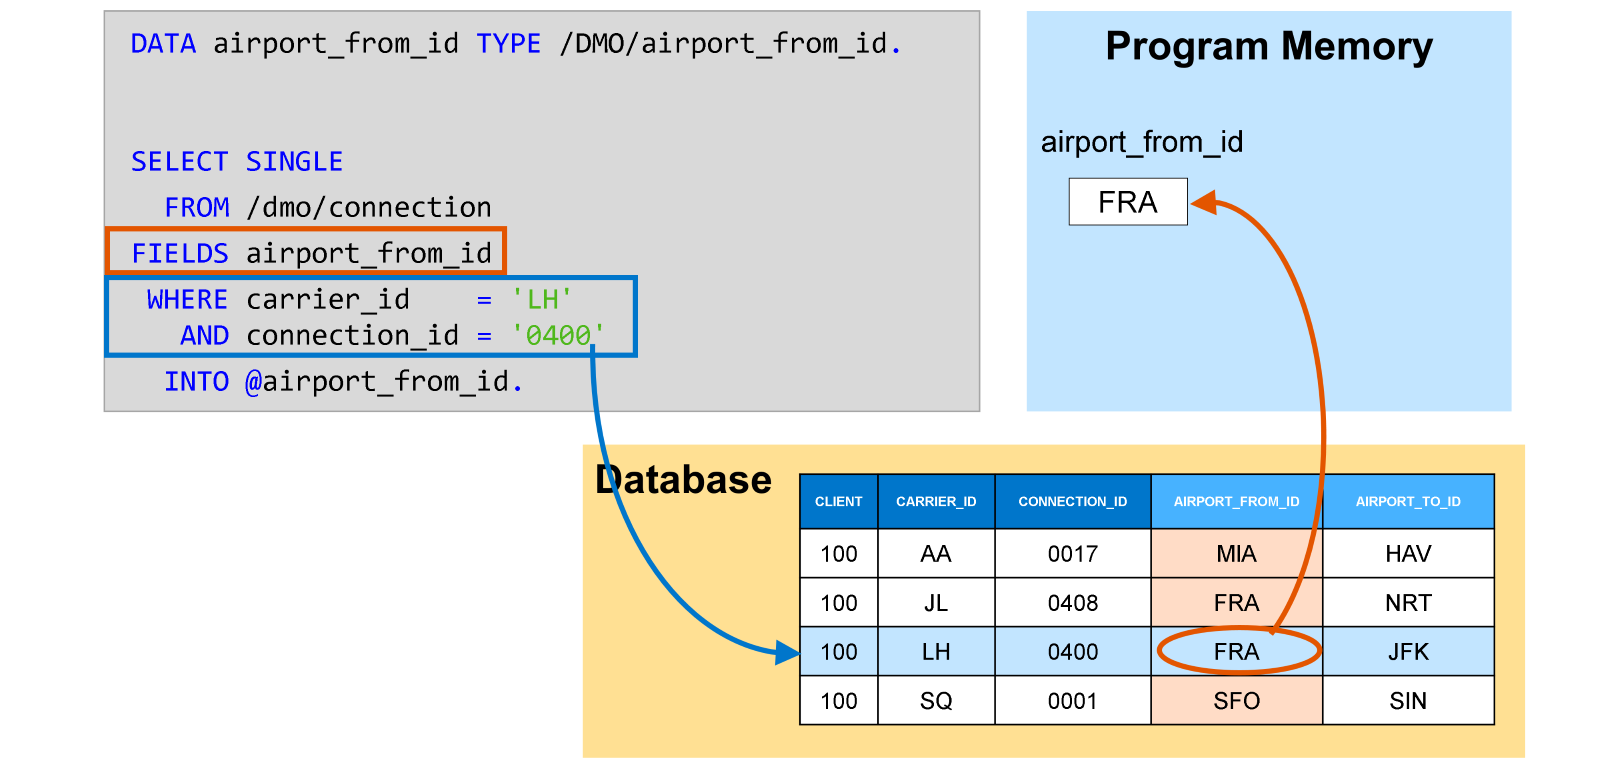 DATA airport_from_id TYPE /DMO/airport_from_id.
SELECT SINGLE
FROM /dmo/connection
FIELDS airport_from_id
WHERE carrier_id    = 'LH'
AND connection_id = '0400'
INTO @airport_from_id.
Program Memory
airport_from_id
FRA
Database
CLIENT CARRIER_ID CONNECTION_ID AIRPORT_FROM_ID AIRPORT_TO_ID
100 AA 0017 MIA HAV
100 JL 0408 FRA NRT
100 LH 0400 FRA JFK
100 SQ 0001 SFO SIN